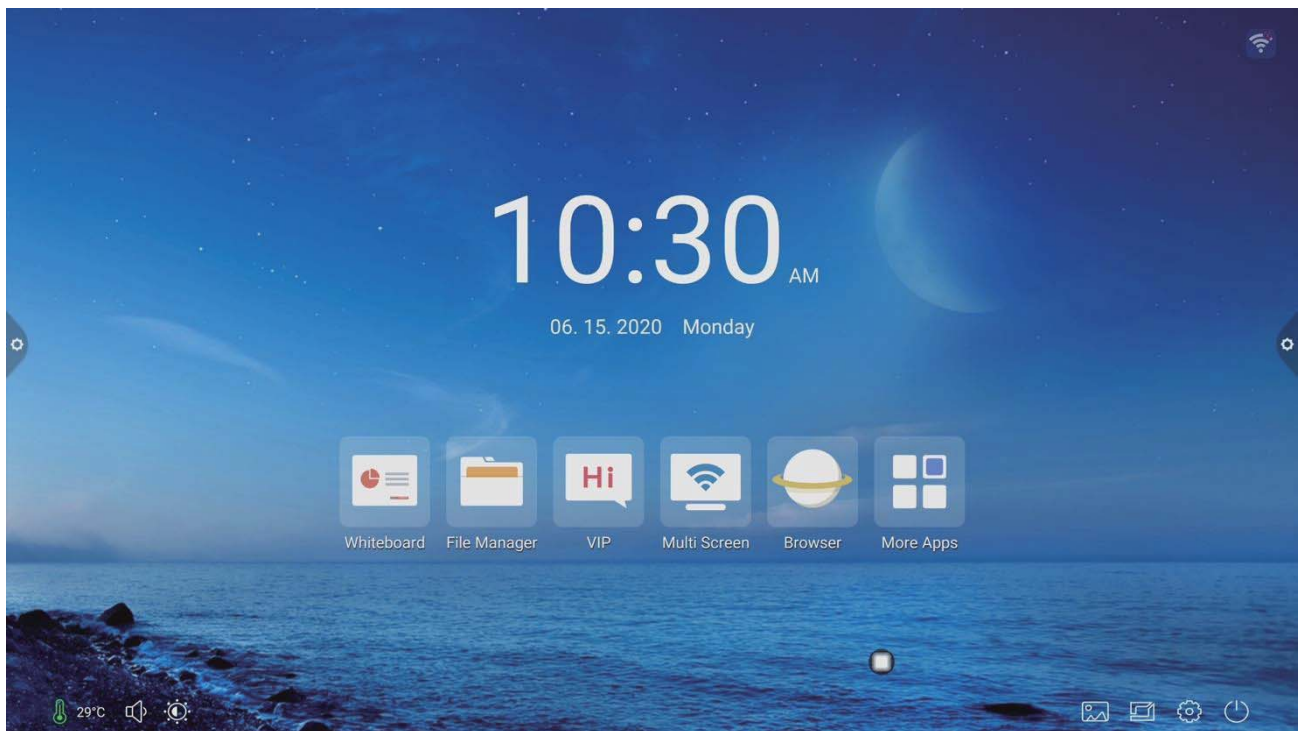 10:30 AM
06. 15. 2020 Monday
Hi
Whiteboard File Manager VIP Multi Screen Browser More Apps
29°C